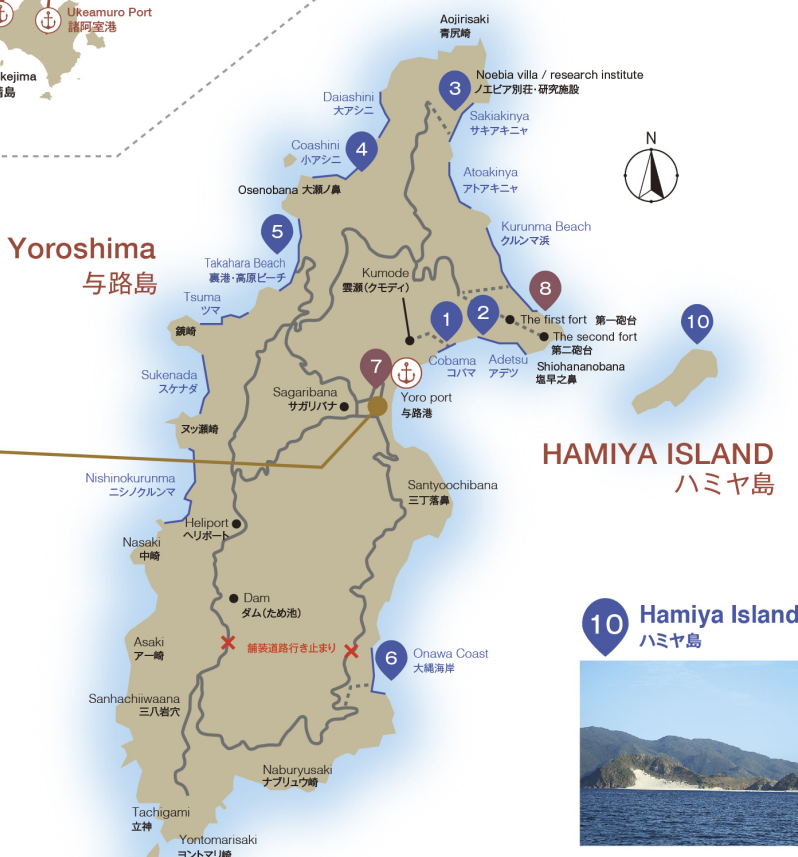 Ukeamuro Port
諸阿室港
kejima
島
Aojirisaki
青尻崎
Noebia villa / research institute
ノエビア別荘・研究施設
3
Sakiakinya
サキアキニャ
Daiashini
大アシニ
Coashini
小アシニ
4
Atoakinya
アトアキニャ
N
Osenobana 大瀬ノ鼻
5
Kurunma Beach
クルンマ浜
Yoroshima
与路島
Takahara Beach
裏港・高原ビーチ
Kumode
雲瀬（クモディ）
8
Tsuma
ツマ
鏡崎
1
2
The first fort 第一砲台
The second fort
第二砲台
10
Cobama
コバマ
Adetsu
アデツ
Shiohananobana
塩早之鼻
Sukenada
スケナダ
7
Sagaribana
サガリバナ
Yoro port
与路港
ヌッ瀬崎
HAMIYA ISLAND
ハミヤ島
Nishinokurunma
ニシノクルンマ
Santyoochibana
三丁落鼻
Heliport
ヘリポート
Nasaki
中崎
Dam
ダム（ため池）
10
Hamiya Island
ハミヤ島
Asaki
アー崎
舗装道路行き止まり
6
Onawa Coast
大縄海岸
Sanhachiiwaana
三八岩穴
Naburyusaki
ナブリュウ崎
Tachigami
立神
Yontomarisaki
ヨントマリ崎